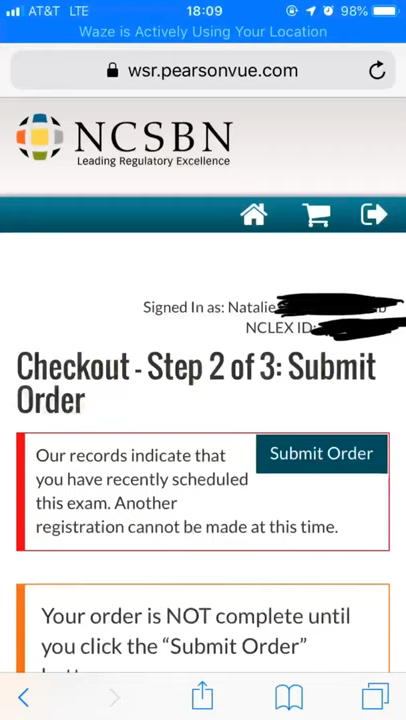 AT&T LTE 18:09 98%
Waze is Actively Using Your Location
wsr.pearsonvue.com
NCSBN
Leading Regulatory Excellence
Signed In as: Natalie
NCLEX ID:
Checkout - Step 2 of 3: Submit
Order
Our records indicate that
you have recently scheduled
this exam. Another
registration cannot be made at this time.
Submit Order
Your order is NOT complete until
you click the “Submit Order”